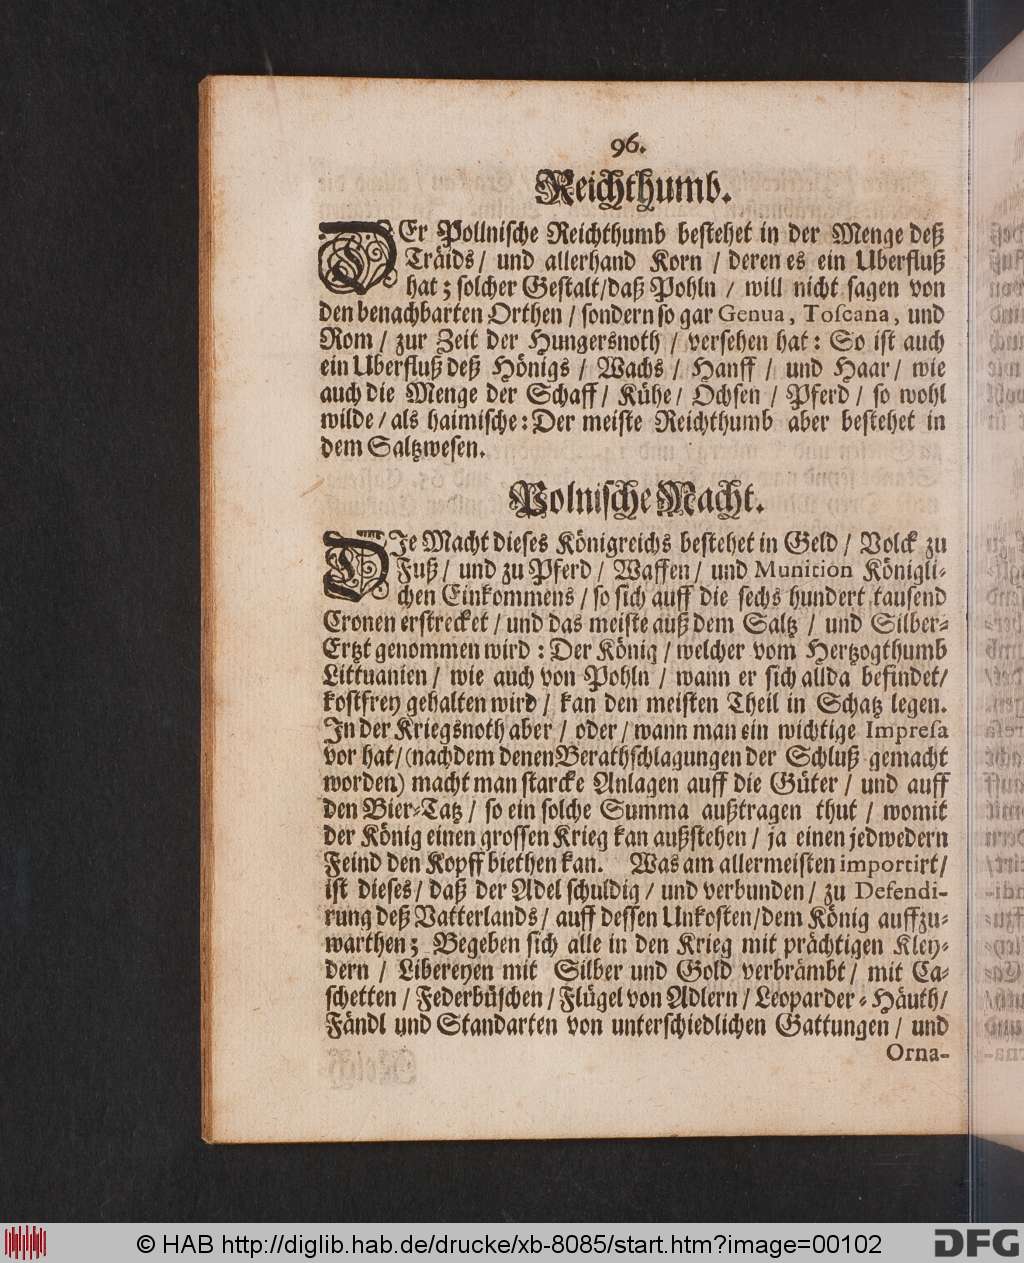 96.
Reichthumb.
DEr Pollnische Reichthumb bestehet in der Menge deß
Träids / und allerhand Korn / deren es ein Uberfluß
hat; solcher Gestalt / daß Pohln / will nicht sagen von
den benachbarten Orthen / sondern so gar Genua, Toscana, und
Rom / zur Zeit der Hungersnoth / versehen hat: So ist auch
ein Uberfluß deß Hönigs / Wachs / Hanff / und Haar / wie
auch die Menge der Schaff / Kühe / Ochsen / Pferd / so wohl
wilde / als haimische: Der meiste Reichthumb aber bestehet in
dem Saltzwesen.
Polnische Macht.
DIe Macht dieses Königreichs bestehet in Geld / Volck zu
Fuß / und zu Pferd / Waffen / und Munition Königli-
chen Einkommens / so sich auff die sechs hundert tausend
Cronen erstrecket / und das meiste auß dem Saltz / und Silber-
Ertzt genommen wird: Der König / welcher vom Hertzogthumb
Littuanien / wie auch von Pohln / wann er sich allda befindet /
kostfrey gehalten wird / kan den meisten Theil in Schatz legen.
In der Kriegsnoth aber / oder / wann man ein wichtige Impresa
vor hat / (nachdem denen Berathschlagungen der Schluß gemacht
worden) macht man starcke Anlagen auff die Güter / und auff
den Bier-Tatz / so ein solche Summa außtragen thut / womit
der König einen grossen Krieg kan außstehen / ja einen jedwedern
Feind den Kopff biethen kan. Was am allermeisten importirt /
ist dieses / daß der Adel schuldig / und verbunden / zu Defendi-
rung deß Vatterlands / auff dessen Unkosten / dem König auffzu-
warthen; Begeben sich alle in den Krieg mit prächtigen Kley-
dern / Libereyen mit Silber und Gold verbrämbt / mit Ca-
schetten / Federbüschen / Flügel von Adlern / Leoparder-Häuth /
Fändl und Standarten von unterschiedlichen Gattungen / und
Orna-
© HAB http://diglib.hab.de/drucke/xb-8085/start.htm?image=00102
DFG